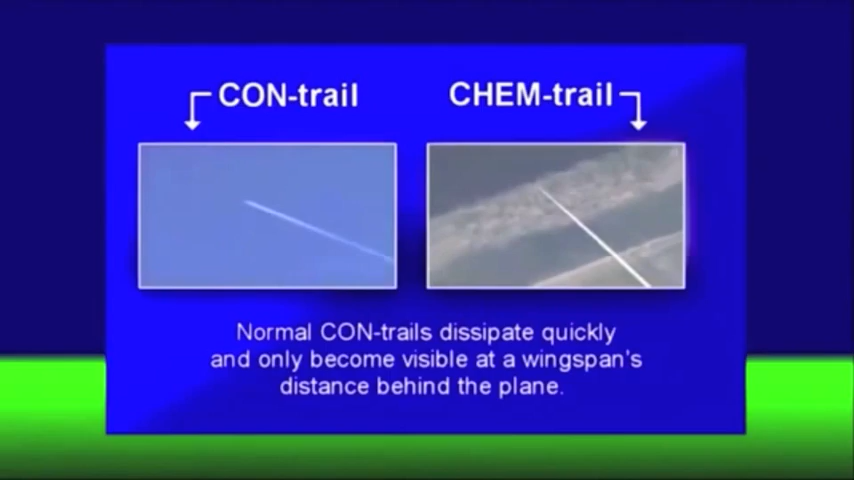 CON-trail
CHEM-trail
Normal CON-trails dissipate quickly
and only become visible at a wingspan's
distance behind the plane.